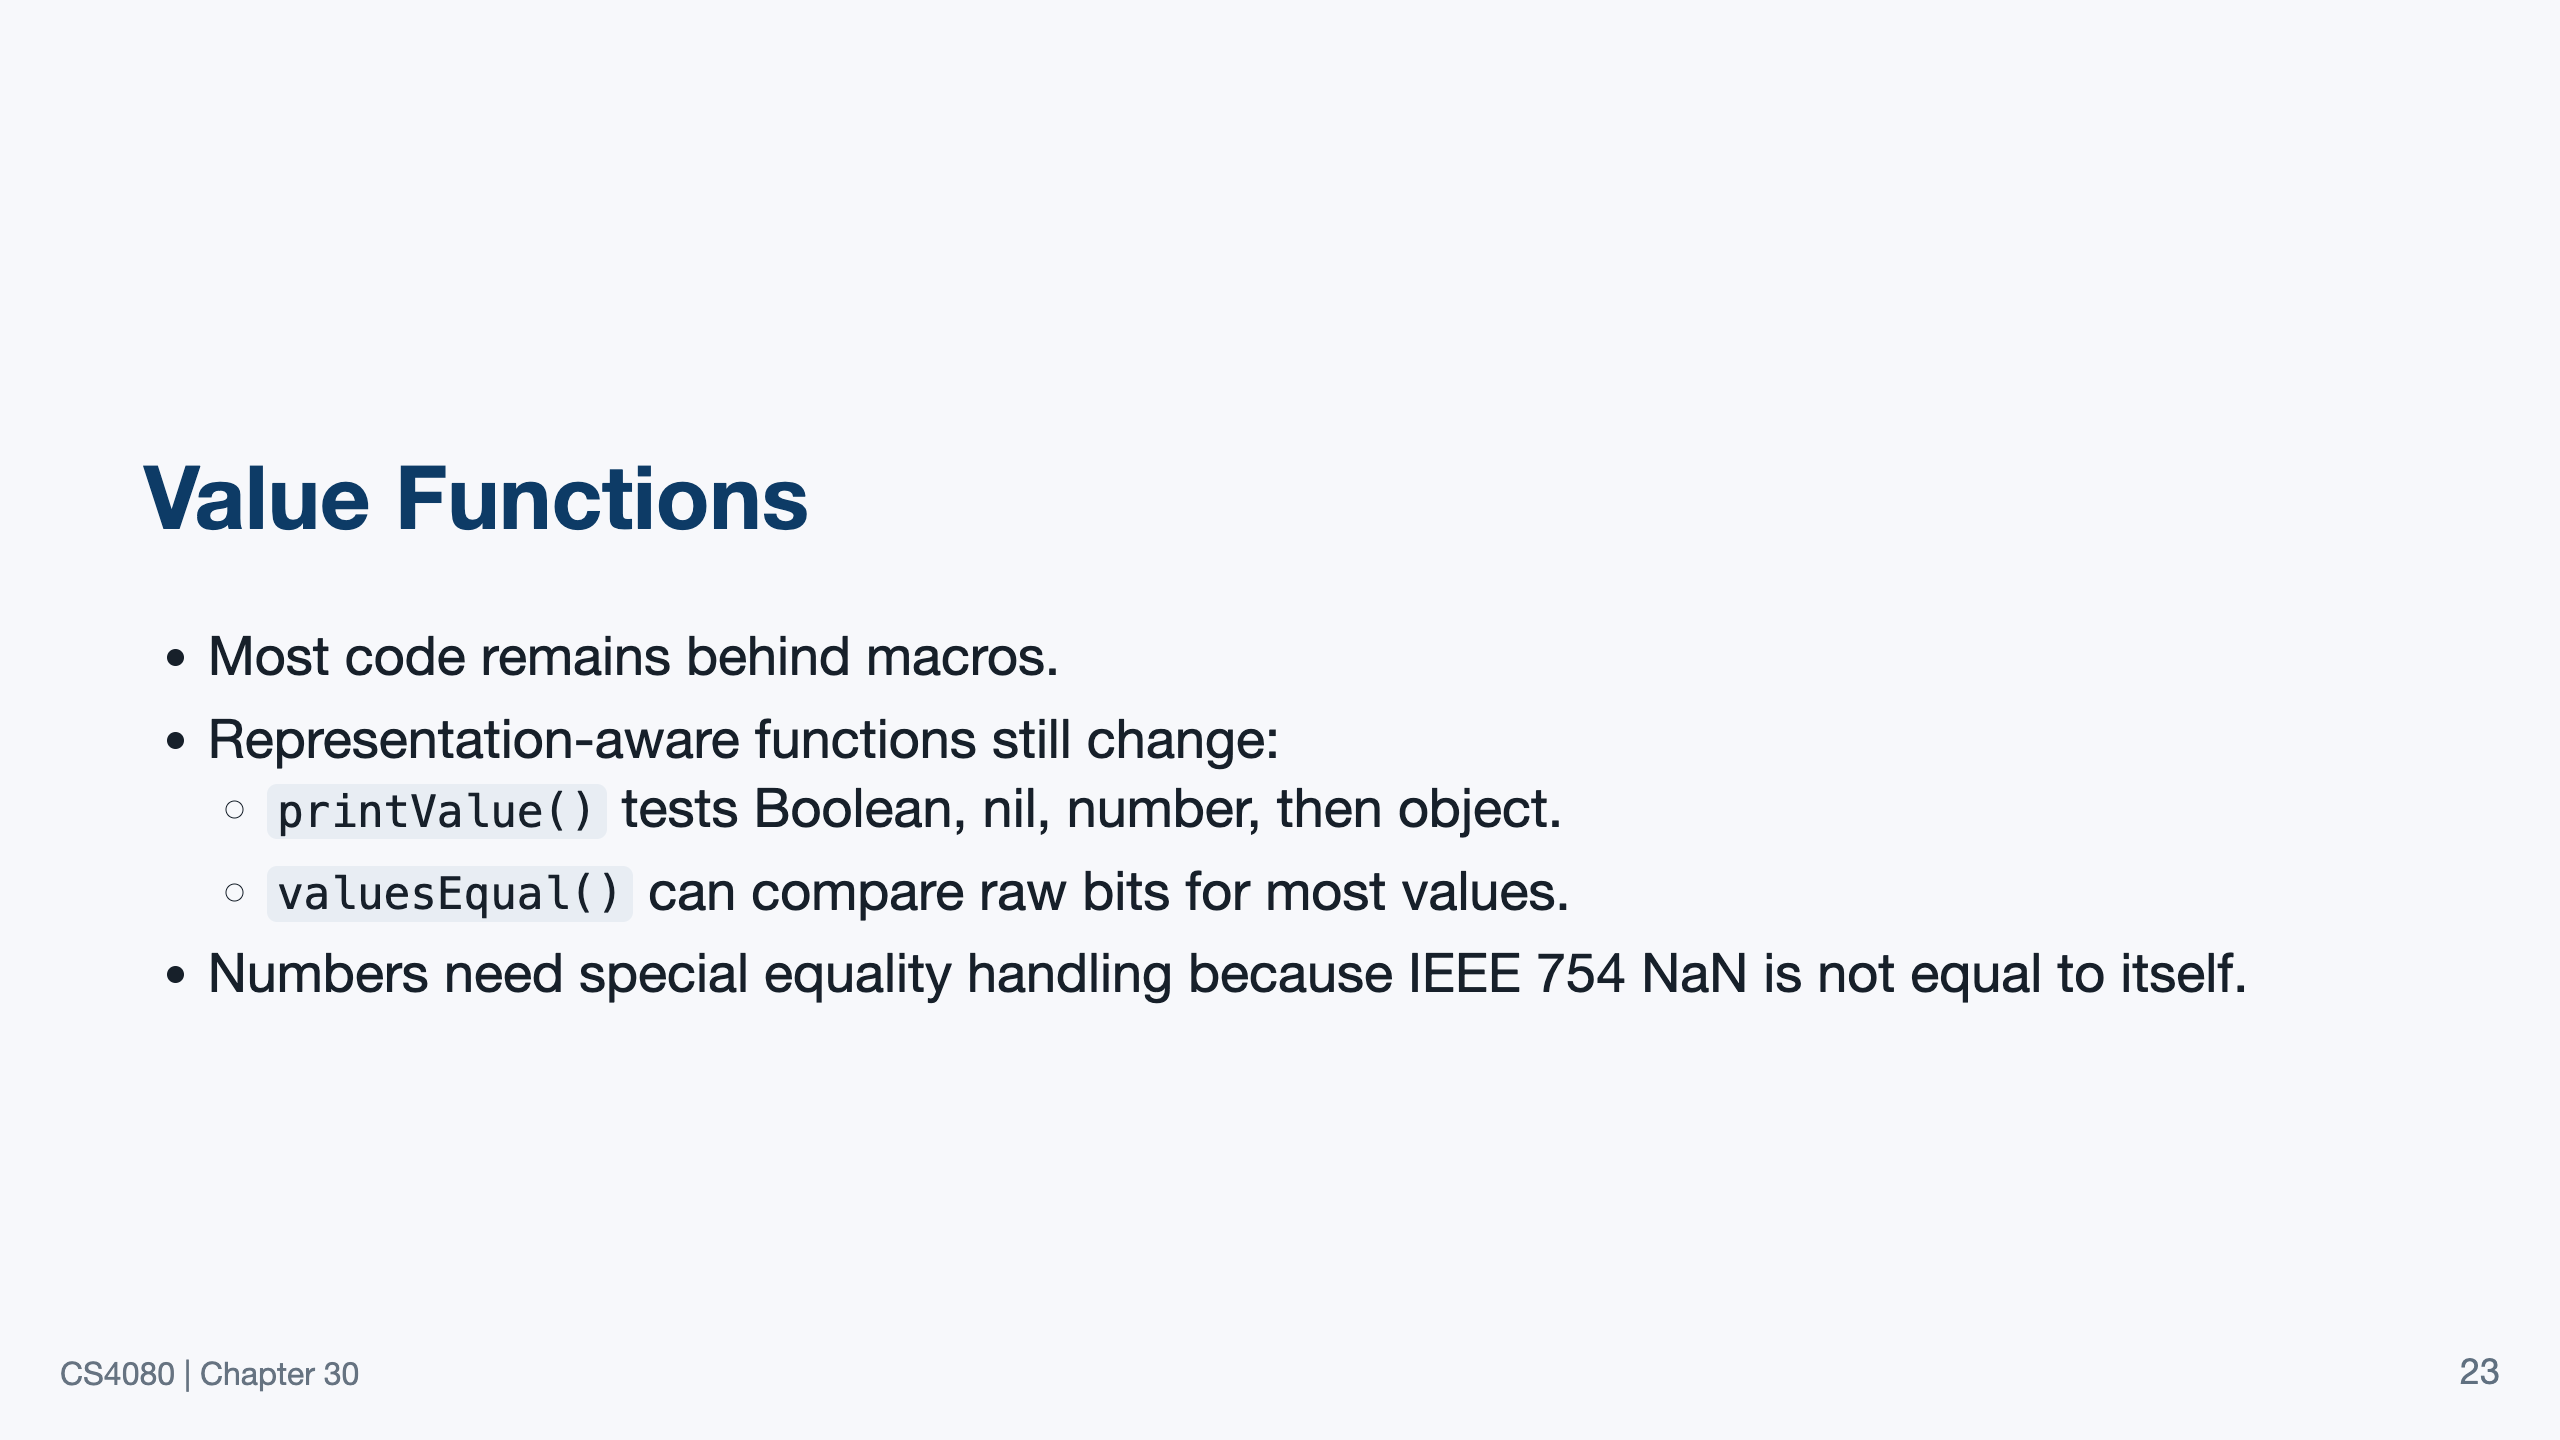 Value Functions
• Most code remains behind macros.
• Representation-aware functions still change:
○ printValue() tests Boolean, nil, number, then object.
○ valuesEqual() can compare raw bits for most values.
• Numbers need special equality handling because IEEE 754 NaN is not equal to itself.
CS4080 | Chapter 30
23